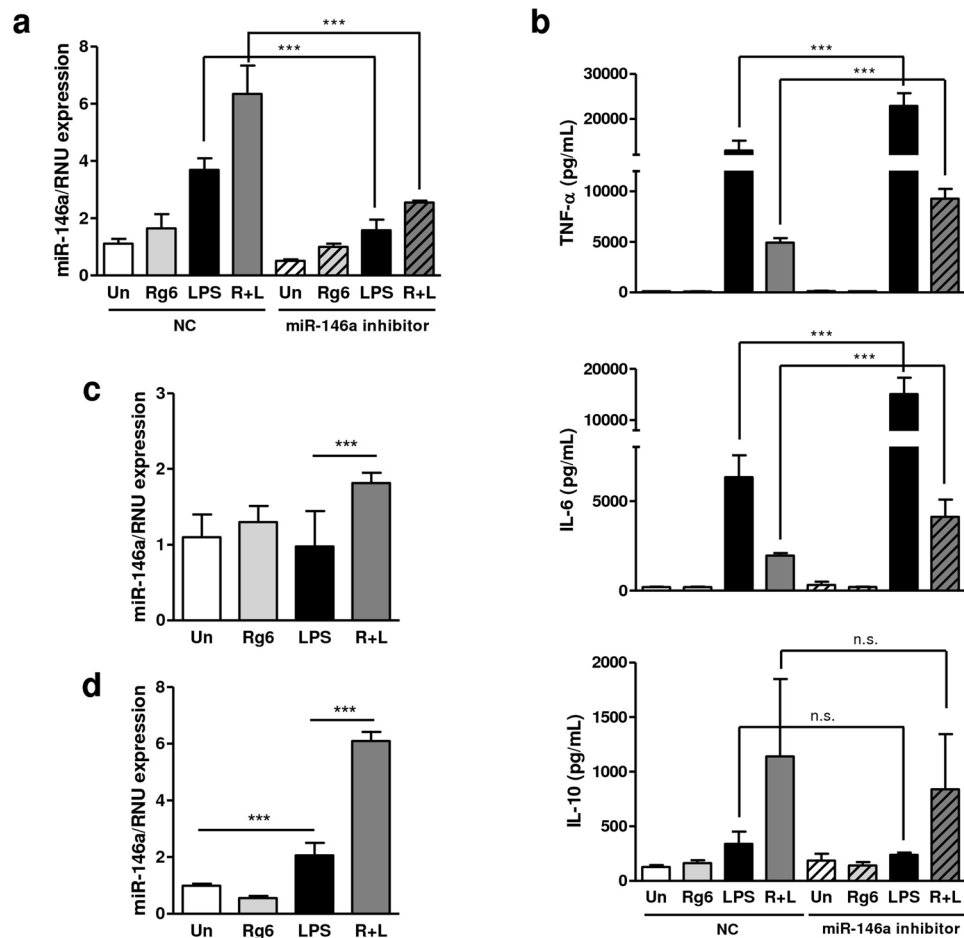 a
miR-146a/RNU expression
8
6
4
2
0
***
***
Un Rg6 LPS R+L Un Rg6 LPS R+L
NC miR-146a inhibitor
b
TNF-α (pg/mL)
30000
20000
10000
5000
0
***
***
IL-6 (pg/mL)
20000
10000
5000
0
***
***
IL-10 (pg/mL)
2000
1500
1000
500
0
n.s.
n.s.
Un Rg6 LPS R+L Un Rg6 LPS R+L
NC miR-146a inhibitor
c
miR-146a/RNU expression
3
2
1
0
***
Un Rg6 LPS R+L
d
miR-146a/RNU expression
8
6
4
2
0
***
***
Un Rg6 LPS R+L